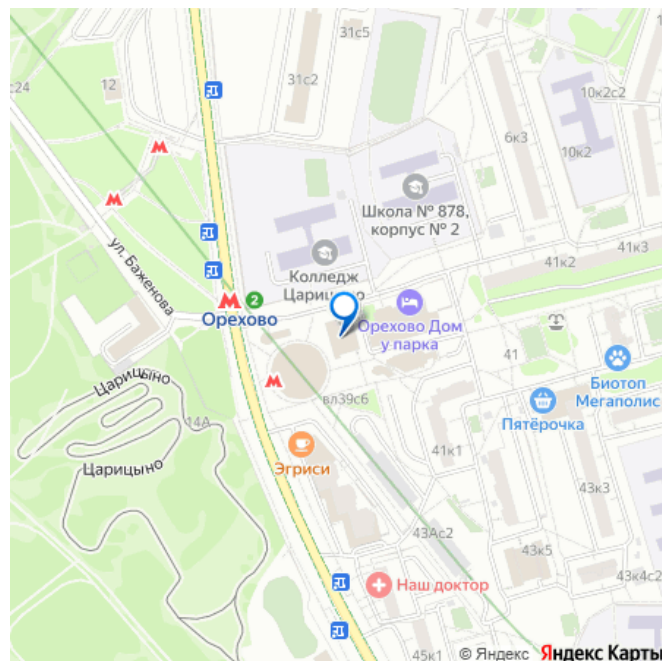 31с5
с24
12
31с2
10к2с2
6к3
10к2
Школа № 878,
корпус № 2
ул. Баженова
Колледж
Царицыно
41к3
41к2
2
Орехово
Орехово Дом
у парка
41
Биотоп
Мегаполис
Царицыно
14А
вл39с6
Пятёрочка
Царицыно
Эгриси
41к1
43к3
43Ас2
43к5
Наш доктор
43к4с2
45к1
© Яндекс Яндекс Карты